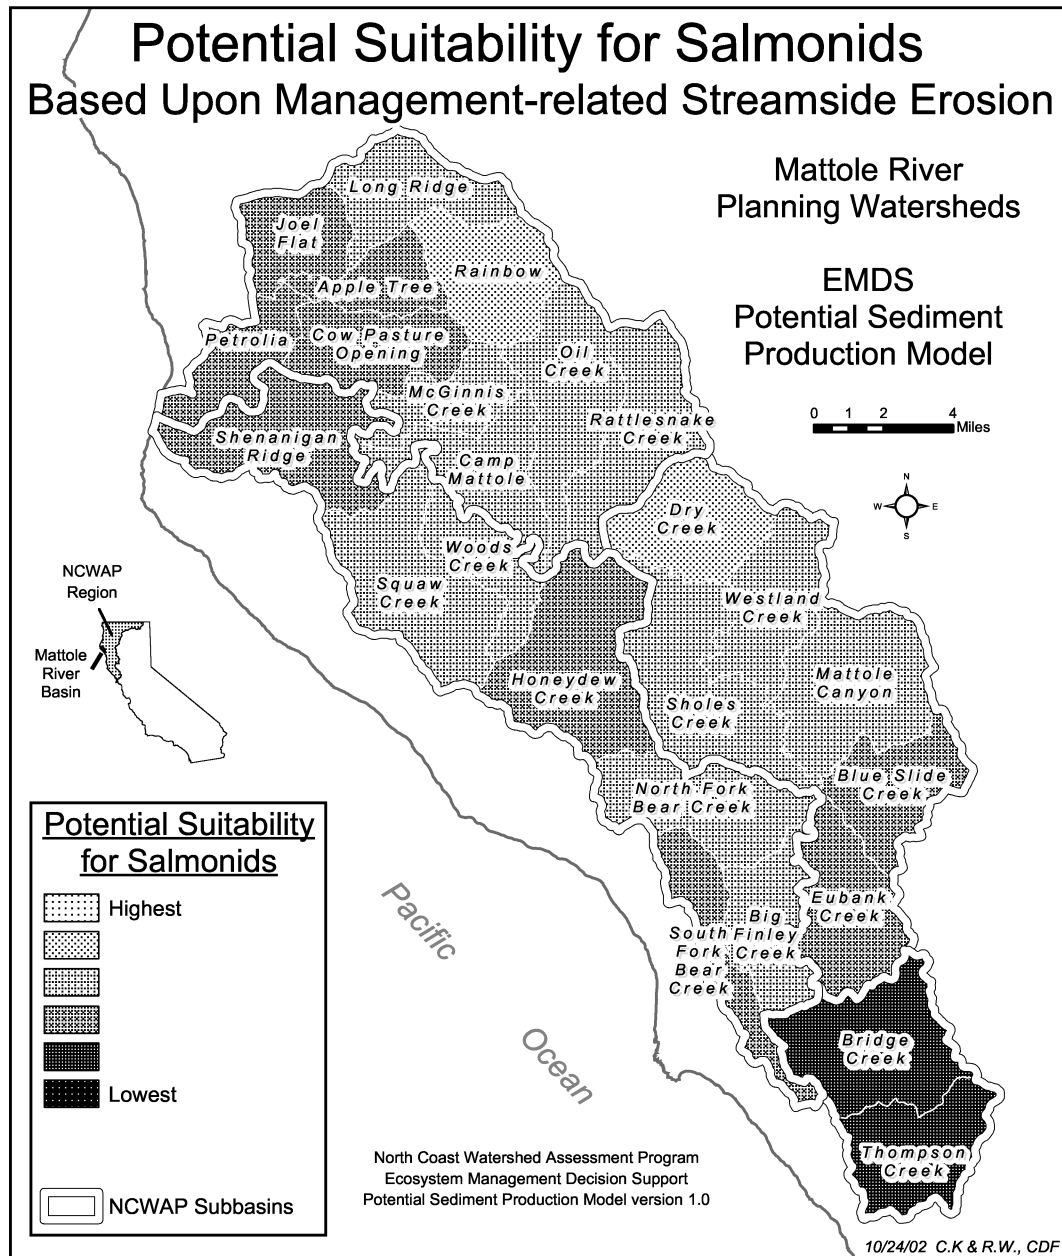 Potential Suitability for Salmonids
Based Upon Management-related Streamside Erosion
Mattole River
Planning Watersheds
EMDS
Potential Sediment
Production Model
0 1 2 4
Miles
N
W E
S
Long Ridge
Joel
Flat
Rainbow
Apple Tree
Petrolia
Cow Pasture
Opening
Oil
Creek
McGinnis
Creek
Rattlesnake
Creek
Shenanigan
Ridge
Camp
Mattole
Dry
Creek
Woods
Creek
Squaw
Creek
Westland
Creek
Honeydew
Creek
Mattole
Canyon
Sholes
Creek
North Fork
Bear Creek
Blue Slide
Creek
Eubank
Creek
Big
Finley
Creek
South
Fork
Bear
Creek
Bridge
Creek
Thompson
Creek
NCWAP
Region
Mattole
River
Basin
Pacific
Ocean
Potential Suitability
for Salmonids
Highest
Lowest
NCWAP Subbasins
North Coast Watershed Assessment Program
Ecosystem Management Decision Support
Potential Sediment Production Model version 1.0
10/24/02 C.K & R.W., CDF